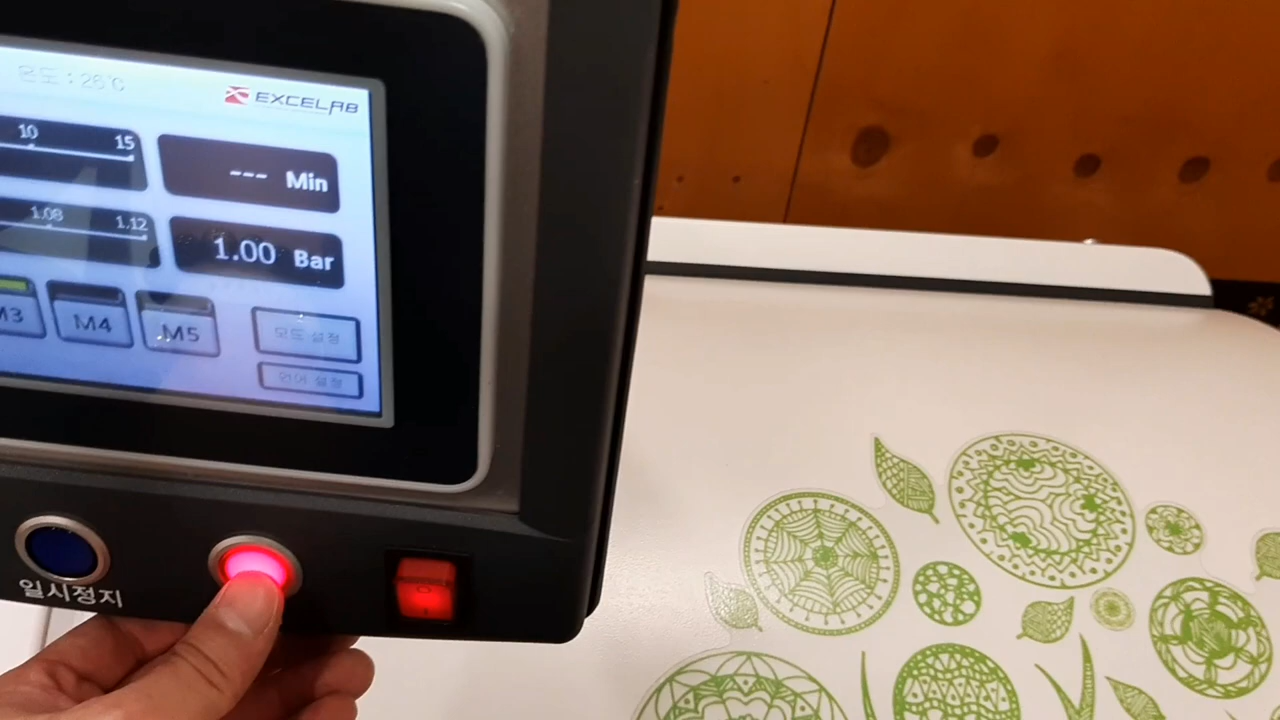 온도 : 26℃
EXCELAB
10 15
--- Min
1.08 1.12
1.00 Bar
M3 M4 M5
모드 설정
언어 설정
일시정지